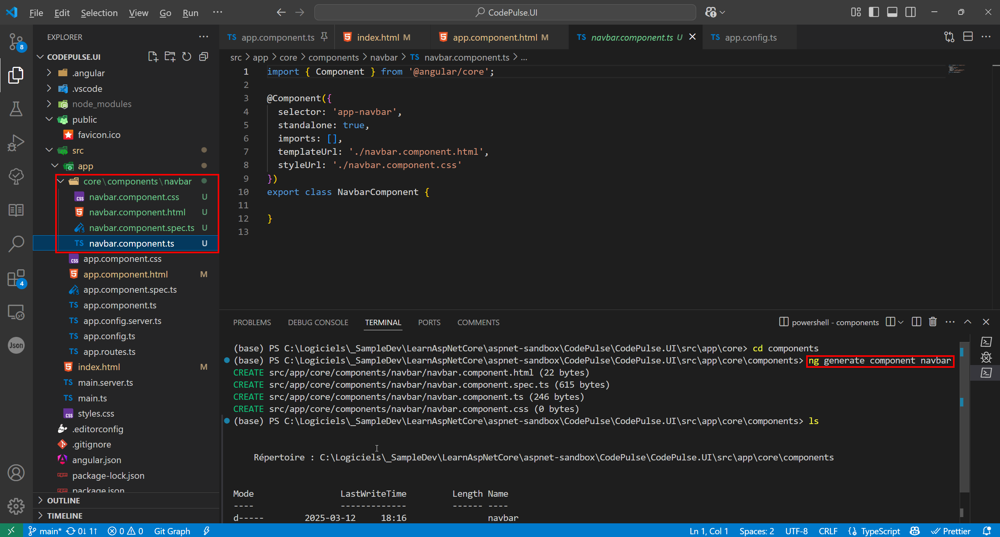 File Edit Selection View Go Run ···
CodePulse.UI
8
4
Json
EXPLORER
CODEPULSE.UI
.angular
.vscode
node_modules
public
favicon.ico
src
app
core\components\navbar
navbar.component.css U
navbar.component.html U
navbar.component.spec.ts U
TS navbar.component.ts U
app.component.css
app.component.html M
app.component.spec.ts
TS app.component.ts
TS app.config.server.ts
TS app.config.ts
TS app.routes.ts
index.html M
TS main.server.ts
TS main.ts
styles.css
.editorconfig
.gitignore
angular.json
package-lock.json
package.json
OUTLINE
TIMELINE
TS app.component.ts
index.html M
app.component.html M
TS navbar.component.ts U
TS app.config.ts
src > app > core > components > navbar > TS navbar.component.ts > ...
1 import { Component } from '@angular/core';
2
3 @Component({
4 selector: 'app-navbar',
5 standalone: true,
6 imports: [],
7 templateUrl: './navbar.component.html',
8 styleUrl: './navbar.component.css'
9 })
10 export class NavbarComponent {
11
12 }
13
PROBLEMS DEBUG CONSOLE TERMINAL PORTS COMMENTS
powershell - components
(base) PS C:\Logiciels\_SampleDev\LearnAspNetCore\aspnet-sandbox\CodePulse\CodePulse.UI\src\app\core> cd components
(base) PS C:\Logiciels\_SampleDev\LearnAspNetCore\aspnet-sandbox\CodePulse\CodePulse.UI\src\app\core\components> ng generate component navbar
CREATE src/app/core/components/navbar/navbar.component.html (22 bytes)
CREATE src/app/core/components/navbar/navbar.component.spec.ts (615 bytes)
CREATE src/app/core/components/navbar/navbar.component.ts (246 bytes)
CREATE src/app/core/components/navbar/navbar.component.css (0 bytes)
(base) PS C:\Logiciels\_SampleDev\LearnAspNetCore\aspnet-sandbox\CodePulse\CodePulse.UI\src\app\core\components> ls
Répertoire : C:\Logiciels\_SampleDev\LearnAspNetCore\aspnet-sandbox\CodePulse\CodePulse.UI\src\app\core\components
Mode LastWriteTime Length Name
---- ------------- ------ ----
d----- 2025-03-12 18:16 navbar
main* 0↓ 1↑ 0 0 Git Graph
Ln 1, Col 1 Spaces: 2 UTF-8 CRLF TypeScript Prettier